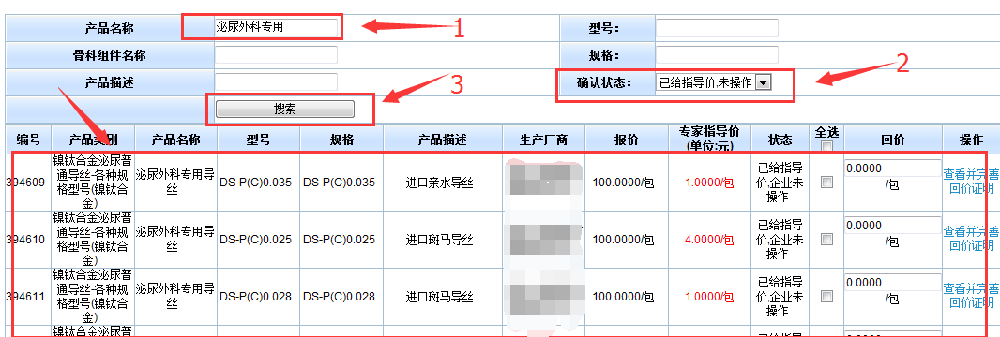 产品名称 泌尿外科专用 1 型号：
骨科组件名称 规格： 2
产品描述 3 确认状态： 已给指导价,未操作
搜索
编号 产品类别 产品名称 型号 规格 产品描述 生产厂商 报价 专家指导价(单位:元) 状态 全选 回价 操作
394609 镍钛合金泌尿普通导丝-各种规格型号(镍钛合金) 泌尿外科专用导丝 DS-P(C)0.035 DS-P(C)0.035 进口亲水导丝 100.0000/包 1.0000/包 已给指导价,企业未操作 0.0000 /包 查看并完善回价证明
394610 镍钛合金泌尿普通导丝-各种规格型号(镍钛合金) 泌尿外科专用导丝 DS-P(C)0.025 DS-P(C)0.025 进口斑马导丝 100.0000/包 4.0000/包 已给指导价,企业未操作 0.0000 /包 查看并完善回价证明
394611 镍钛合金泌尿普通导丝-各种规格型号(镍钛合金) 泌尿外科专用导丝 DS-P(C)0.028 DS-P(C)0.028 进口斑马导丝 100.0000/包 1.0000/包 已给指导价,企业未操作 0.0000 /包 查看并完善回价证明
镍钛合金泌尿普